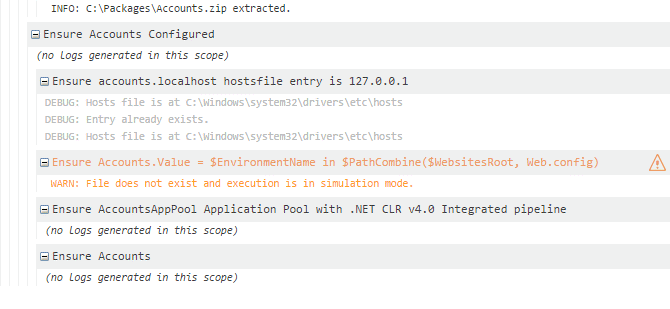 INFO: C:\Packages\Accounts.zip extracted.
Ensure Accounts Configured
(no Logs generated in this scope)
Ensure accounts.localhost hostsfile entry is 127.0.0.1
DEBUG: Hosts file is at C:\Windows\system32\drivers\etc\hosts
DEBUG: Entry already exists.
DEBUG: Hosts file is at C:\Windows\system32\drivers\etc\hosts
Ensure Accounts.Value = $EnvironmentName in $PathCombine($WebsitesRoot, Web.config)
WARN: File does not exist and execution is in simulation mode.
Ensure AccountsAppPool Application Pool with .NET CLR v4.0 Integrated pipeline
(no Logs generated in this scope)
Ensure Accounts
(no Logs generated in this scope)